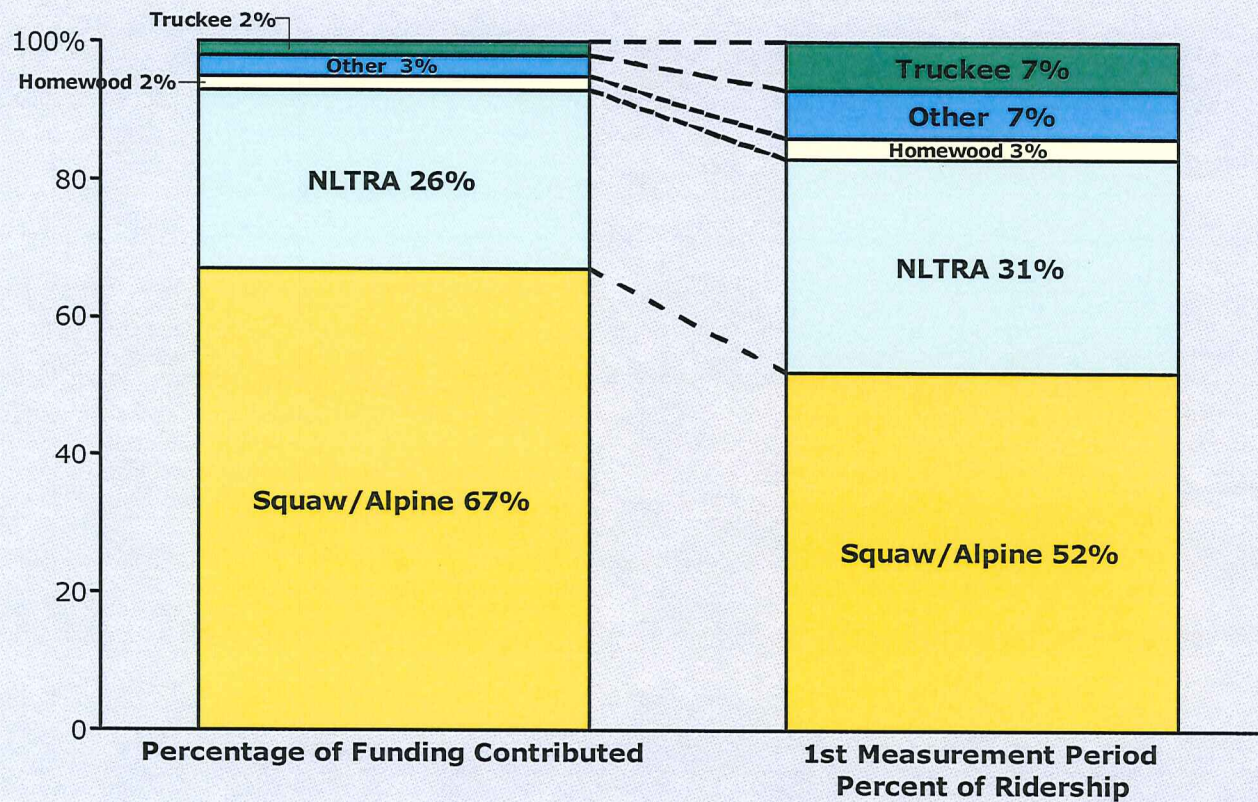 Truckee 2%
100%
Other 3%
Homewood 2%
NLTRA 26%
80
60
40
Squaw/Alpine 67%
20
0
Truckee 7%
Other 7%
Homewood 3%
NLTRA 31%
Squaw/Alpine 52%
Percentage of Funding Contributed
1st Measurement Period
Percent of Ridership